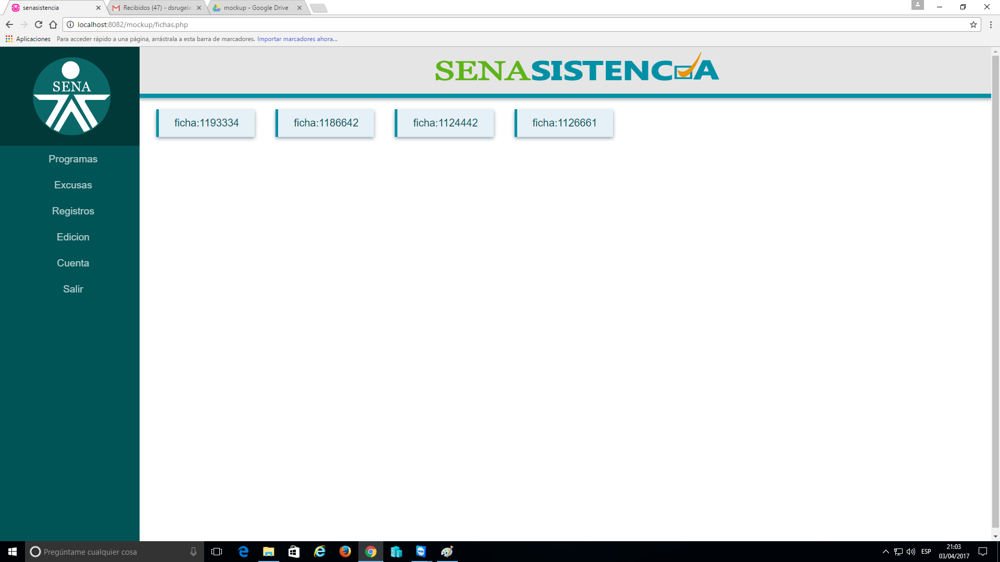 senasistencia
Recibidos (47) - dsrugele
mockup - Google Drive
localhost:8082/mockup/fichas.php
Aplicaciones Para acceder rápido a una página, arrástrala a esta barra de marcadores. Importar marcadores ahora...
SENA
SENASISTENCIA
ficha:1193334 ficha:1186642 ficha:1124442 ficha:1126661
Programas
Excusas
Registros
Edicion
Cuenta
Salir
Pregúntame cualquier cosa
ESP
21:03
03/04/2017